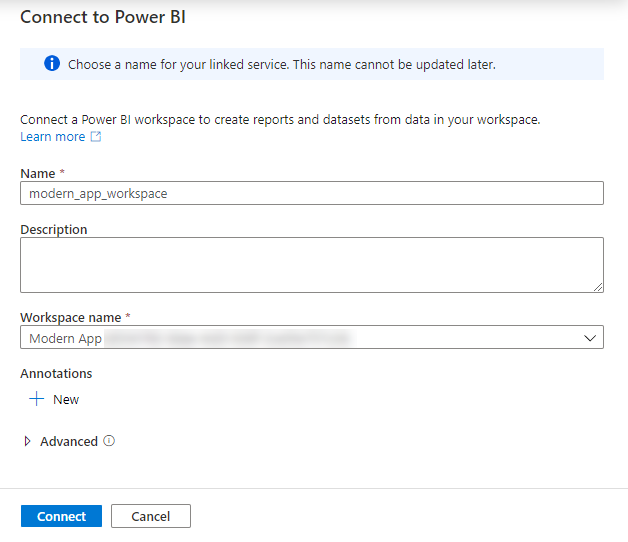 Connect to Power BI
Choose a name for your linked service. This name cannot be updated later.
Connect a Power BI workspace to create reports and datasets from data in your workspace.
Learn more
Name *
modern_app_workspace
Description
Workspace name *
Modern App
Annotations
New
Advanced
Connect Cancel